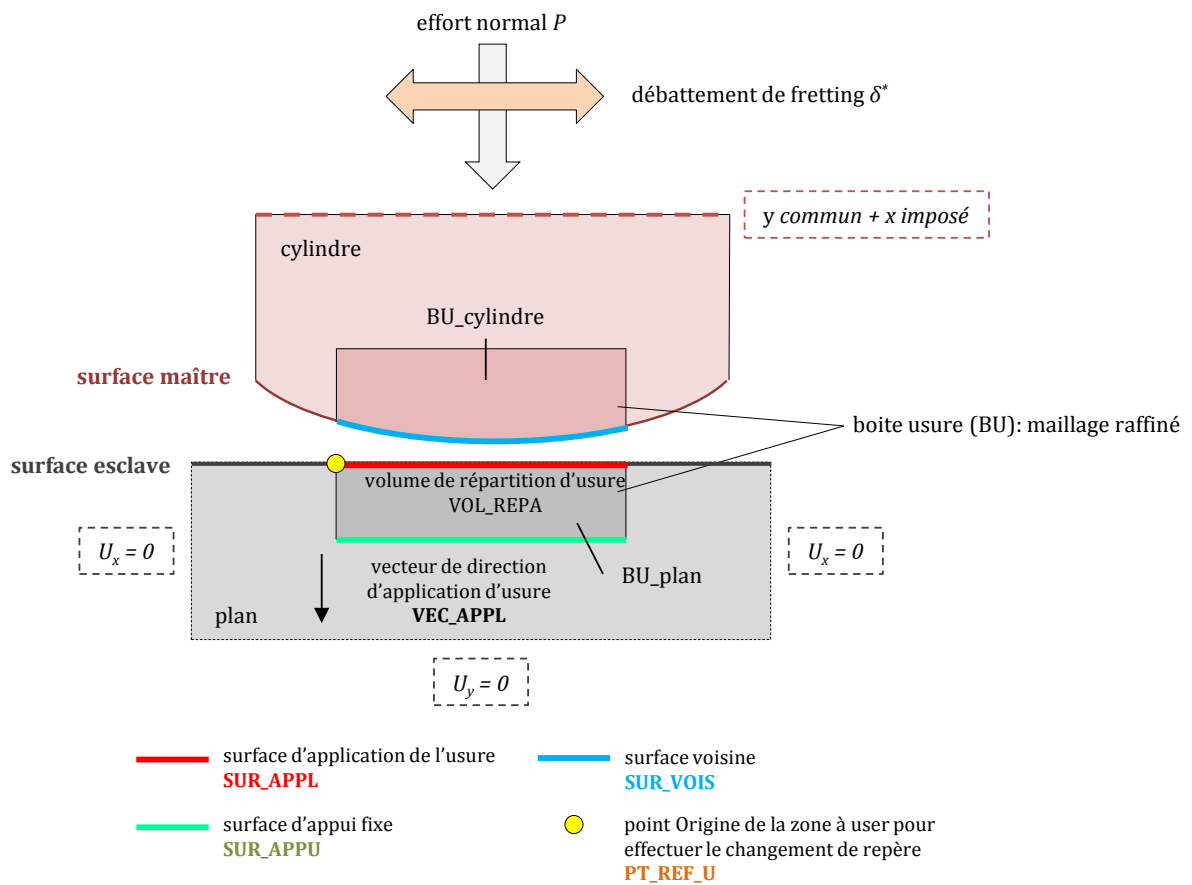 effort normal P
débattement de fretting δ*
y commun + x imposé
cylindre
BU_cylindre
surface maître
boite usure (BU): maillage raffiné
surface esclave
volume de répartition d'usure
VOL_REPA
U_x = 0
U_x = 0
vecteur de direction
d'application d'usure
VEC_APPL
BU_plan
plan
U_y = 0
surface d'application de l'usure
SUR_APPL
surface voisine
SUR_VOIS
surface d'appui fixe
SUR_APPU
point Origine de la zone à user pour
effectuer le changement de repère
PT_REF_U